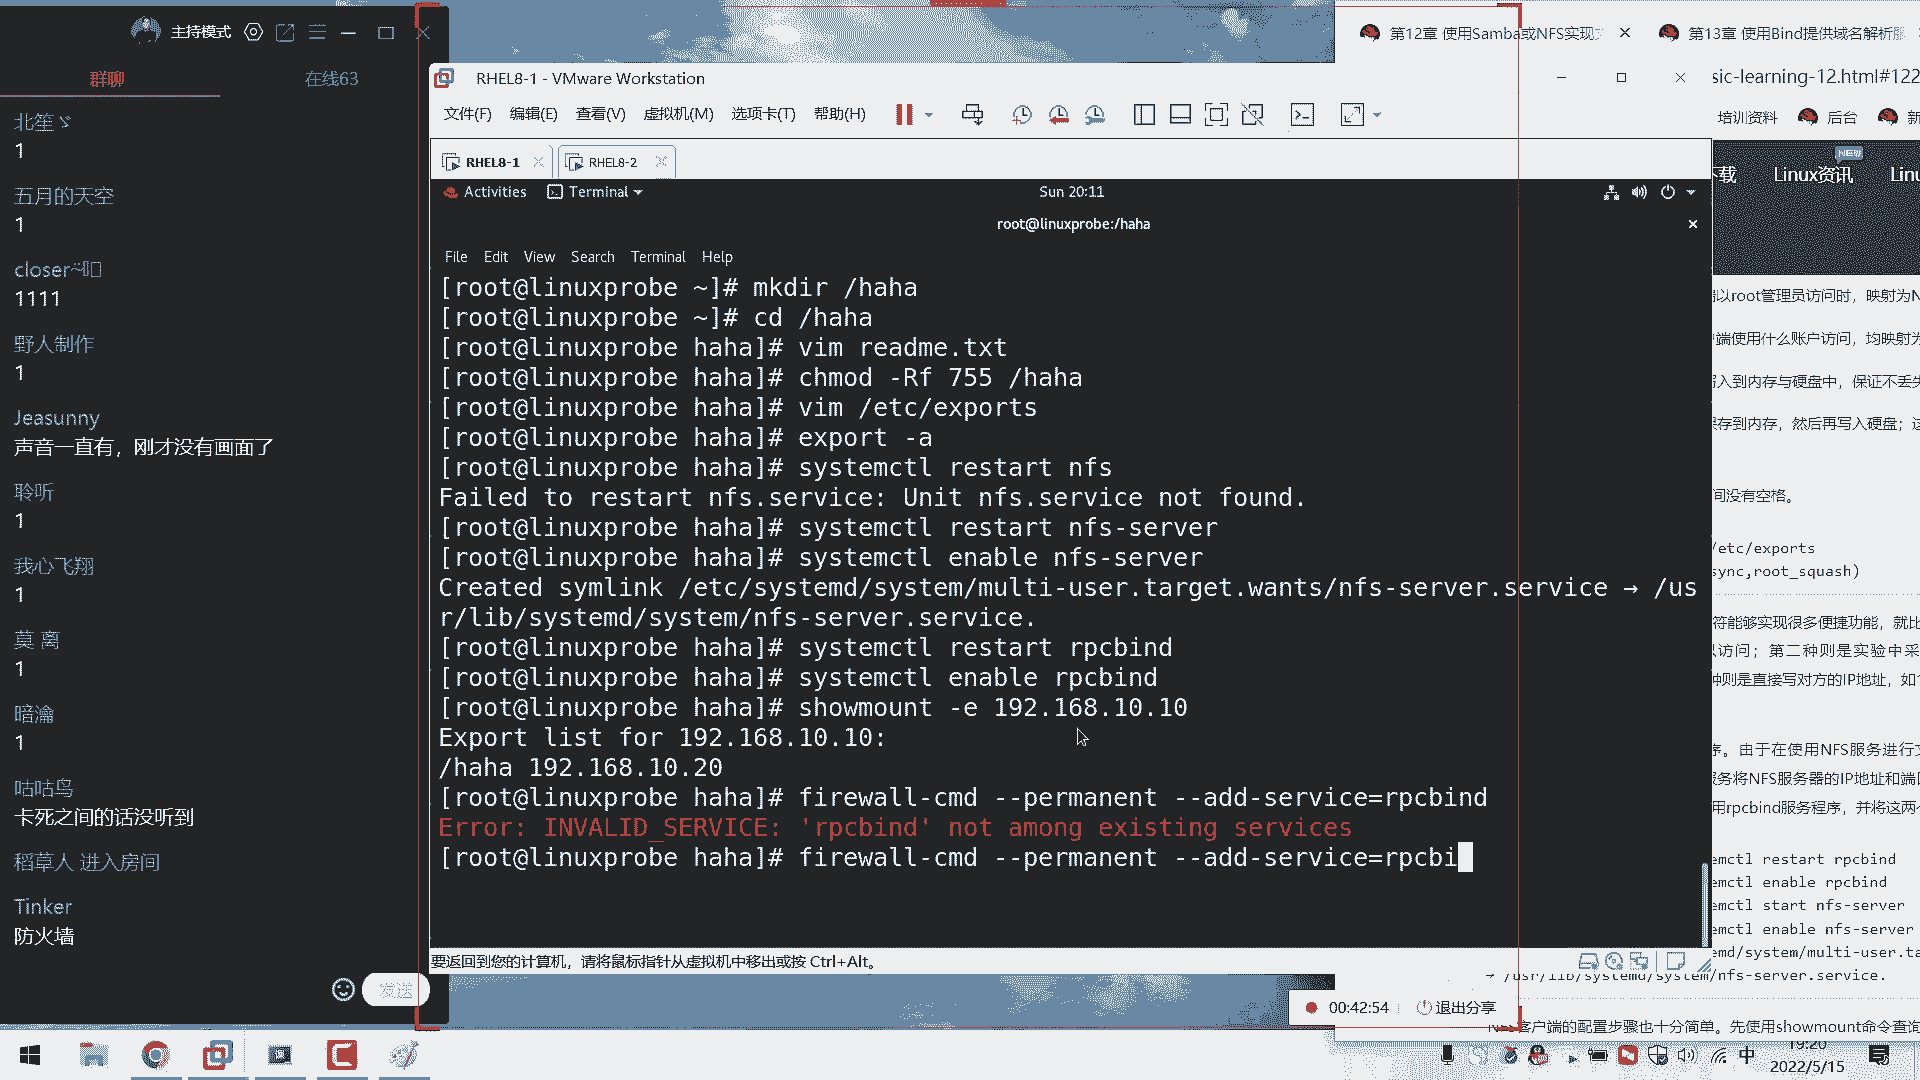 主持模式
群聊
在线63
北笙
1
五月的天空
1
closer
1111
野人制作
1
Jeasunny
声音一直有，刚才没有画面了
聆听
1
我心飞翔
1
莫 离
1
暗瀹
1
咕咕鸟
卡死之间的话没听到
稻草人 进入房间
Tinker
防火墙
发送
第12章 使用Samba或NFS实现
第13章 使用Bind提供域名解析服
RHEL8-1 - VMware Workstation
sic-learning-12.html#122
文件(F) 编辑(E) 查看(V) 虚拟机(M) 选项卡(T) 帮助(H)
培训资料 后台 新
RHEL8-1
RHEL8-2
NEW
下载 Linux资讯 Linu
Activities Terminal Sun 20:11
root@linuxprobe:/haha
File Edit View Search Terminal Help
[root@linuxprobe ~]# mkdir /haha
[root@linuxprobe ~]# cd /haha
[root@linuxprobe haha]# vim readme.txt
[root@linuxprobe haha]# chmod -Rf 755 /haha
[root@linuxprobe haha]# vim /etc/exports
[root@linuxprobe haha]# export -a
[root@linuxprobe haha]# systemctl restart nfs
Failed to restart nfs.service: Unit nfs.service not found.
[root@linuxprobe haha]# systemctl restart nfs-server
[root@linuxprobe haha]# systemctl enable nfs-server
Created symlink /etc/systemd/system/multi-user.target.wants/nfs-server.service → /us
r/lib/systemd/system/nfs-server.service.
[root@linuxprobe haha]# systemctl restart rpcbind
[root@linuxprobe haha]# systemctl enable rpcbind
[root@linuxprobe haha]# showmount -e 192.168.10.10
Export list for 192.168.10.10:
/haha 192.168.10.20
[root@linuxprobe haha]# firewall-cmd --permanent --add-service=rpcbind
Error: INVALID_SERVICE: 'rpcbind' not among existing services
[root@linuxprobe haha]# firewall-cmd --permanent --add-service=rpcbi
要返回到您的计算机，请将鼠标指针从虚拟机中移出或按 Ctrl+Alt。
以root管理员访问时，映射为N
端使用什么账户访问，均映射为
写入到内存与硬盘中，保证不丢失
保存到内存，然后再写入硬盘；这
间没有空格。
/etc/exports
sync,root_squash)
符能够实现很多便捷功能，就比
以访问；第二种则是实验中采
种则是直接写对方的IP地址，如
序。由于在使用NFS服务进行文
服务将NFS服务器的IP地址和端口
用rpcbind服务程序，并将这两个
emctl restart rpcbind
emctl enable rpcbind
emctl start nfs-server
emctl enable nfs-server
emd/system/multi-user.ta
→ /usr/lib/systemd/system/nfs-server.service.
00:42:54 退出分享
NFS客户端的配置步骤也十分简单。先使用showmount命令查询
中
19:20
2022/5/15